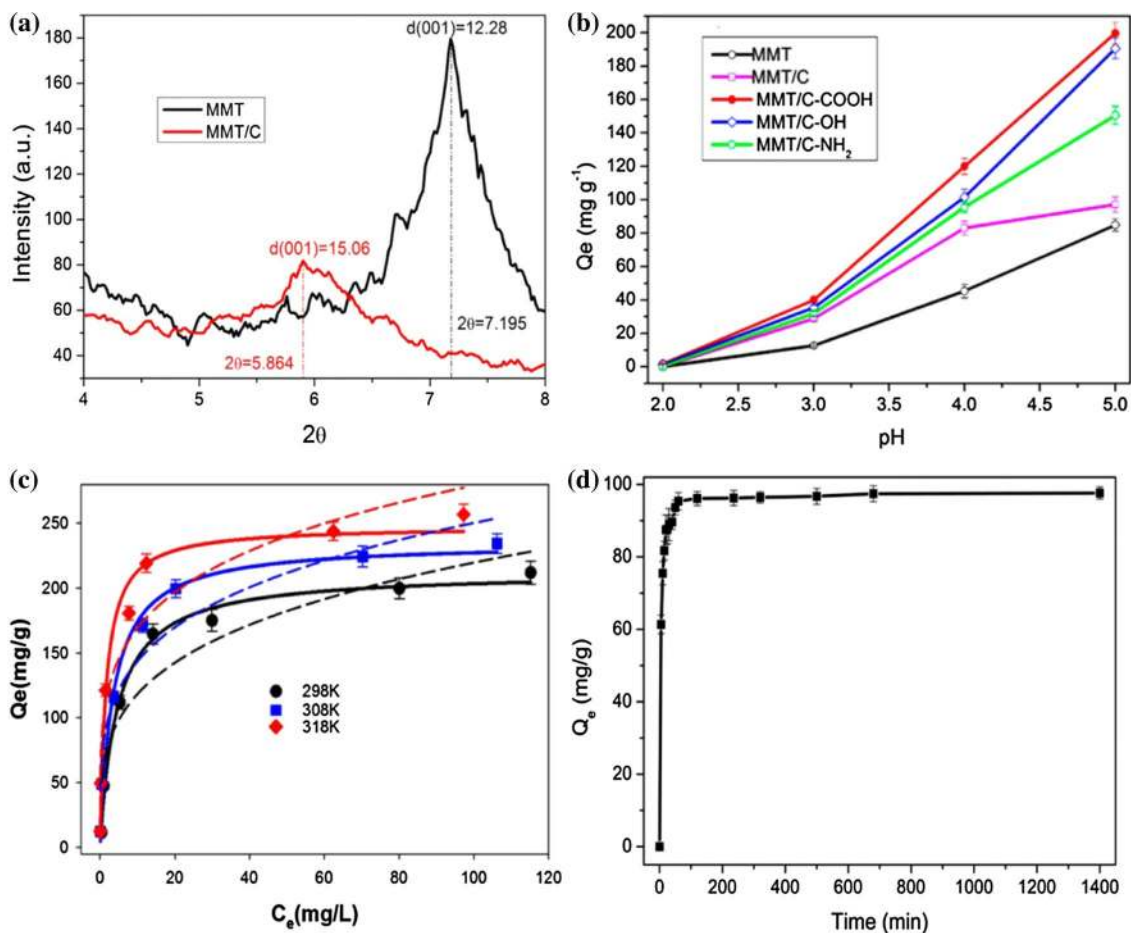 (a)
d(001)=12.28
180
160
140
120
100
80
60
40
Intensity (a.u.)
MMT
MMT/C
d(001)=15.06
2θ=5.864
2θ=7.195
4
5
6
7
8
2θ
(b)
200
180
160
140
120
100
80
60
40
20
0
Qe (mg g⁻¹)
MMT
MMT/C
MMT/C-COOH
MMT/C-OH
MMT/C-NH₂
2.0
2.5
3.0
3.5
4.0
4.5
5.0
pH
(c)
250
200
150
100
50
0
Qe(mg/g)
298K
308K
318K
0
20
40
60
80
100
120
Cₑ(mg/L)
(d)
100
80
60
40
20
0
Qₑ (mg/g)
0
200
400
600
800
1000
1200
1400
Time (min)